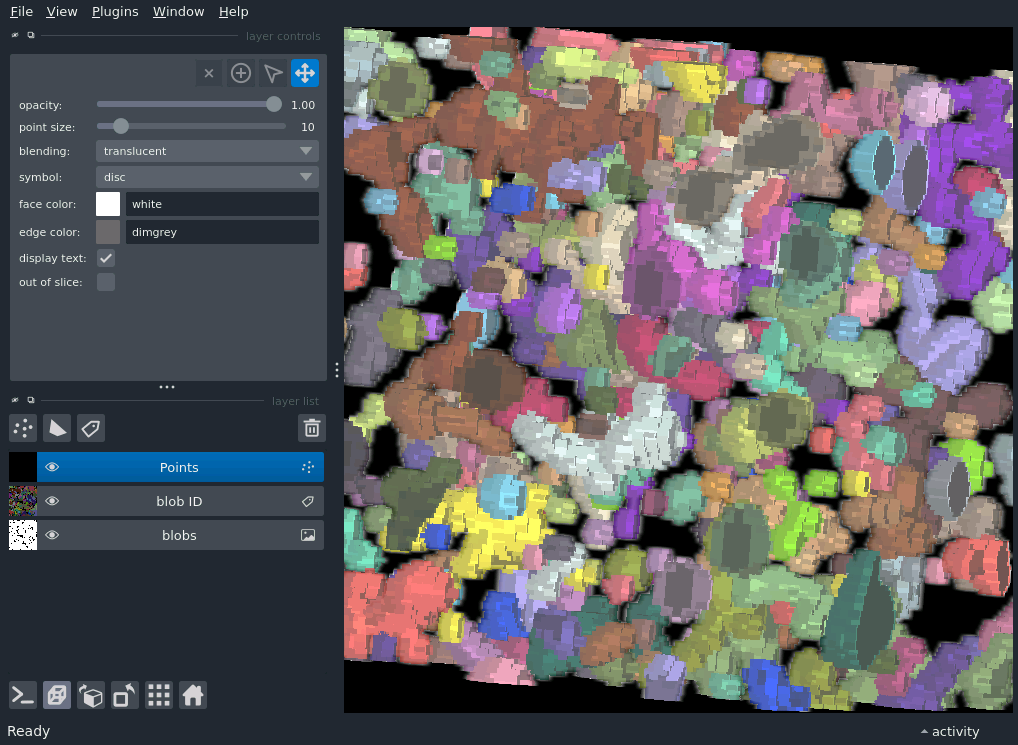 File View Plugins Window Help
layer controls
opacity: 1.00
point size: 10
blending: translucent
symbol: disc
face color: white
edge color: dimgrey
display text:
out of slice:
layer list
Points
blob ID
blobs
Ready activity